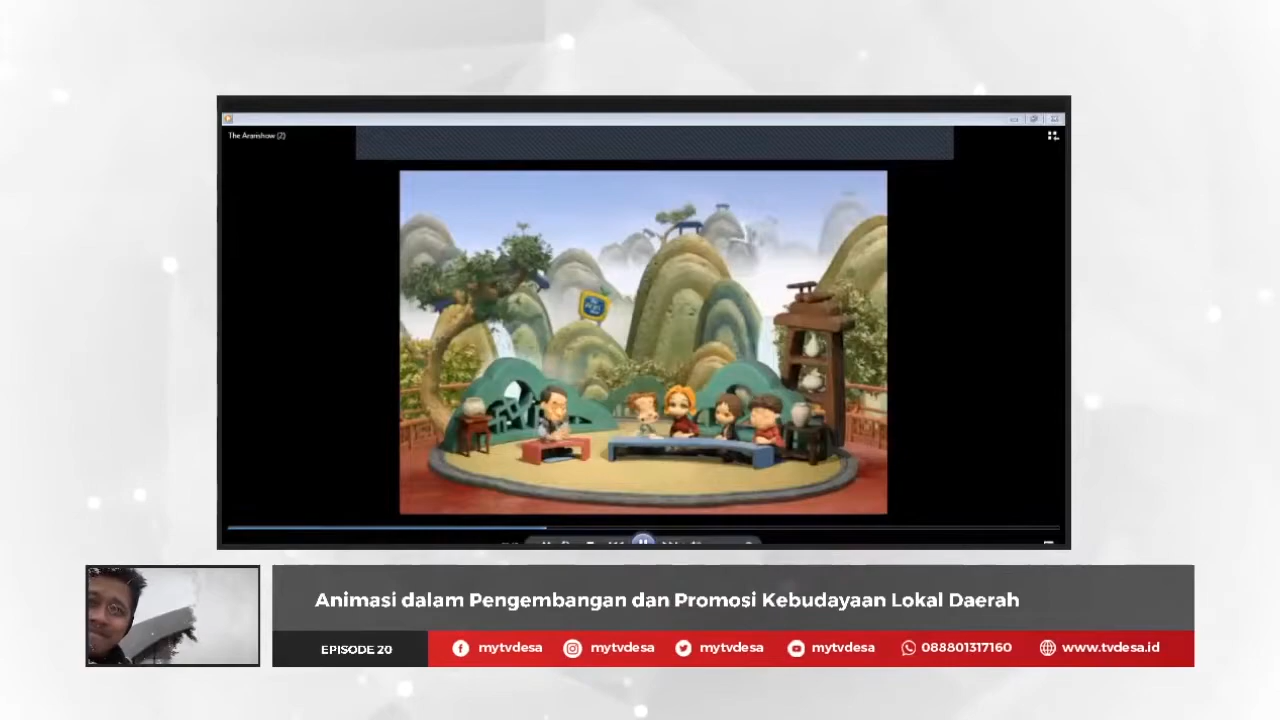 The Aranshow (2)
Animasi dalam Pengembangan dan Promosi Kebudayaan Lokal Daerah
EPISODE 20
mytvdesa
mytvdesa
mytvdesa
mytvdesa
088801317160
www.tvdesa.id